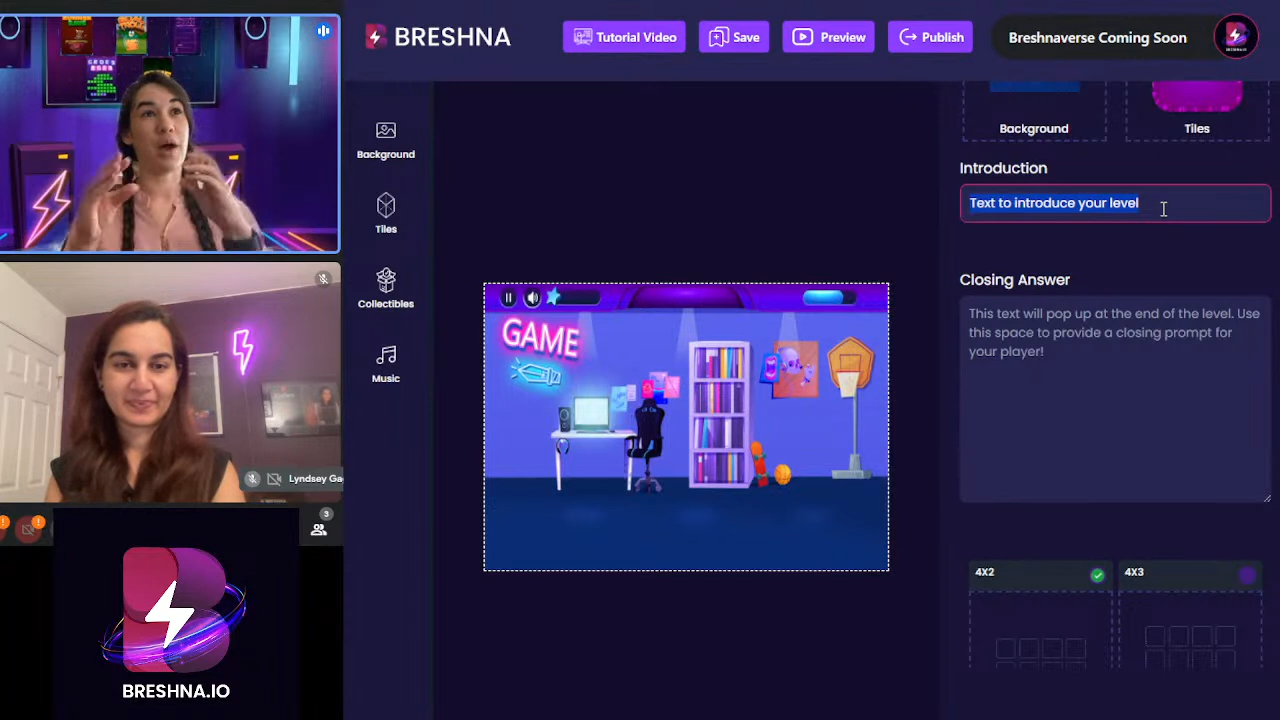 BRESHNA
Tutorial Video
Save
Preview
Publish
Breshnaverse Coming Soon
Background
Tiles
Collectibles
Music
GAME
Background
Tiles
Introduction
Text to introduce your level
Closing Answer
This text will pop up at the end of the level. Use
this space to provide a closing prompt for
your player!
4X2
4X3
Lyndsey Ga
3
BRESHNA.IO